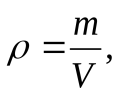 ρ = m/V,